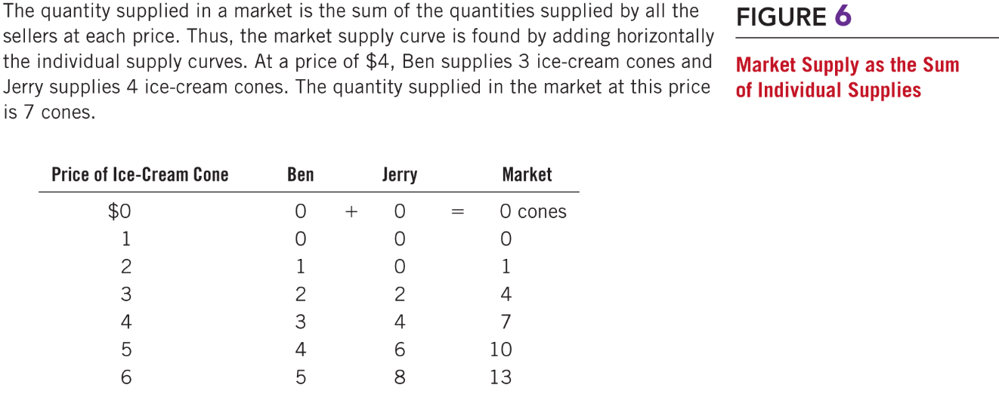 The quantity supplied in a market is the sum of the quantities supplied by all the
sellers at each price. Thus, the market supply curve is found by adding horizontally
the individual supply curves. At a price of $4, Ben supplies 3 ice-cream cones and
Jerry supplies 4 ice-cream cones. The quantity supplied in the market at this price
is 7 cones.
FIGURE 6
Market Supply as the Sum
of Individual Supplies
Price of Ice-Cream Cone Ben Jerry Market
$0 0 + 0 = 0 cones
1 0 0 0
2 1 0 1
3 2 2 4
4 3 4 7
5 4 6 10
6 5 8 13